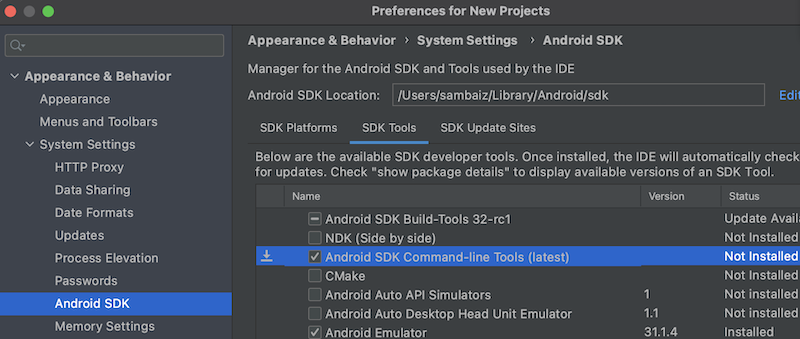 Preferences for New Projects
Appearance & Behavior
Appearance
Menus and Toolbars
System Settings
HTTP Proxy
Data Sharing
Date Formats
Updates
Process Elevation
Passwords
Android SDK
Memory Settings
Appearance & Behavior › System Settings › Android SDK
Manager for the Android SDK and Tools used by the IDE
Android SDK Location: /Users/sambaiz/Library/Android/sdk Edi
SDK Platforms SDK Tools SDK Update Sites
Below are the available SDK developer tools. Once installed, the IDE will automatically check
for updates. Check "show package details" to display available versions of an SDK Tool.
Name Version Status
Android SDK Build-Tools 32-rc1 Update Avai
NDK (Side by side) Not Installed
Android SDK Command-line Tools (latest) Not Installed
CMake Not Installed
Android Auto API Simulators 1 Not installed
Android Auto Desktop Head Unit Emulator 1.1 Not installed
Android Emulator 31.1.4 Installed